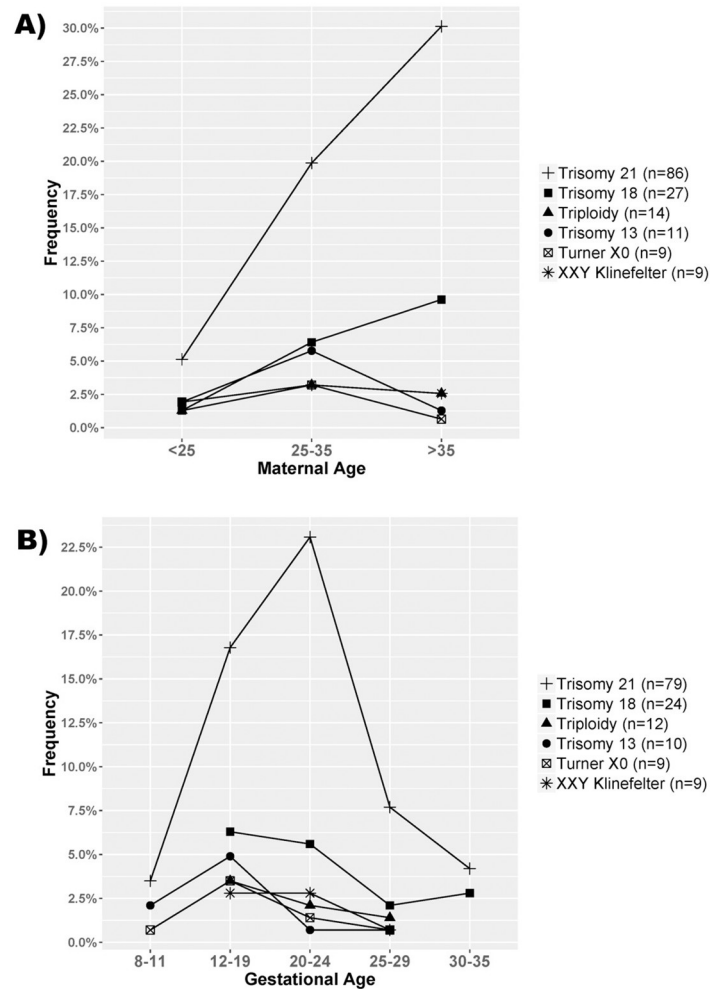 A)
30.0%
27.5%
25.0%
22.5%
20.0%
17.5%
15.0%
12.5%
10.0%
7.5%
5.0%
2.5%
0.0%
Frequency
<25 25-35 >35
Maternal Age
Trisomy 21 (n=86)
Trisomy 18 (n=27)
Triploidy (n=14)
Trisomy 13 (n=11)
Turner X0 (n=9)
XXY Klinefelter (n=9)
B)
22.5%
20.0%
17.5%
15.0%
12.5%
10.0%
7.5%
5.0%
2.5%
0.0%
Frequency
8-11 12-19 20-24 25-29 30-35
Gestational Age
Trisomy 21 (n=79)
Trisomy 18 (n=24)
Triploidy (n=12)
Trisomy 13 (n=10)
Turner X0 (n=9)
XXY Klinefelter (n=9)